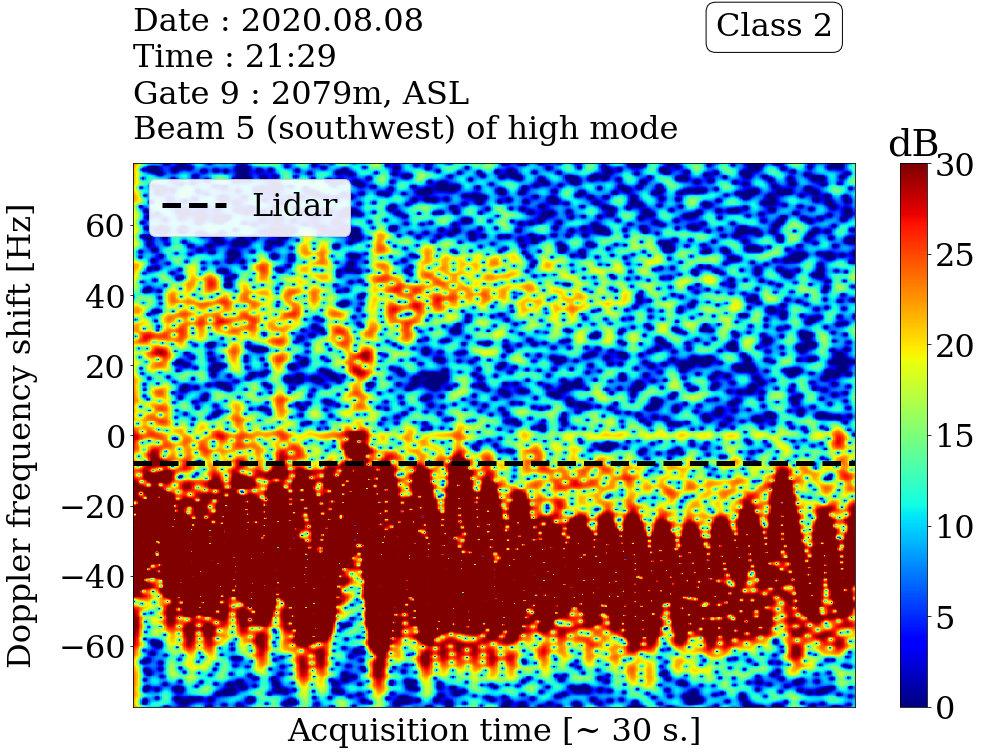 Date : 2020.08.08
Time : 21:29
Gate 9 : 2079m, ASL
Beam 5 (southwest) of high mode
Class 2
dB
Lidar
Doppler frequency shift [Hz]
60
40
20
0
−20
−40
−60
30
25
20
15
10
5
0
Acquisition time [~ 30 s.]